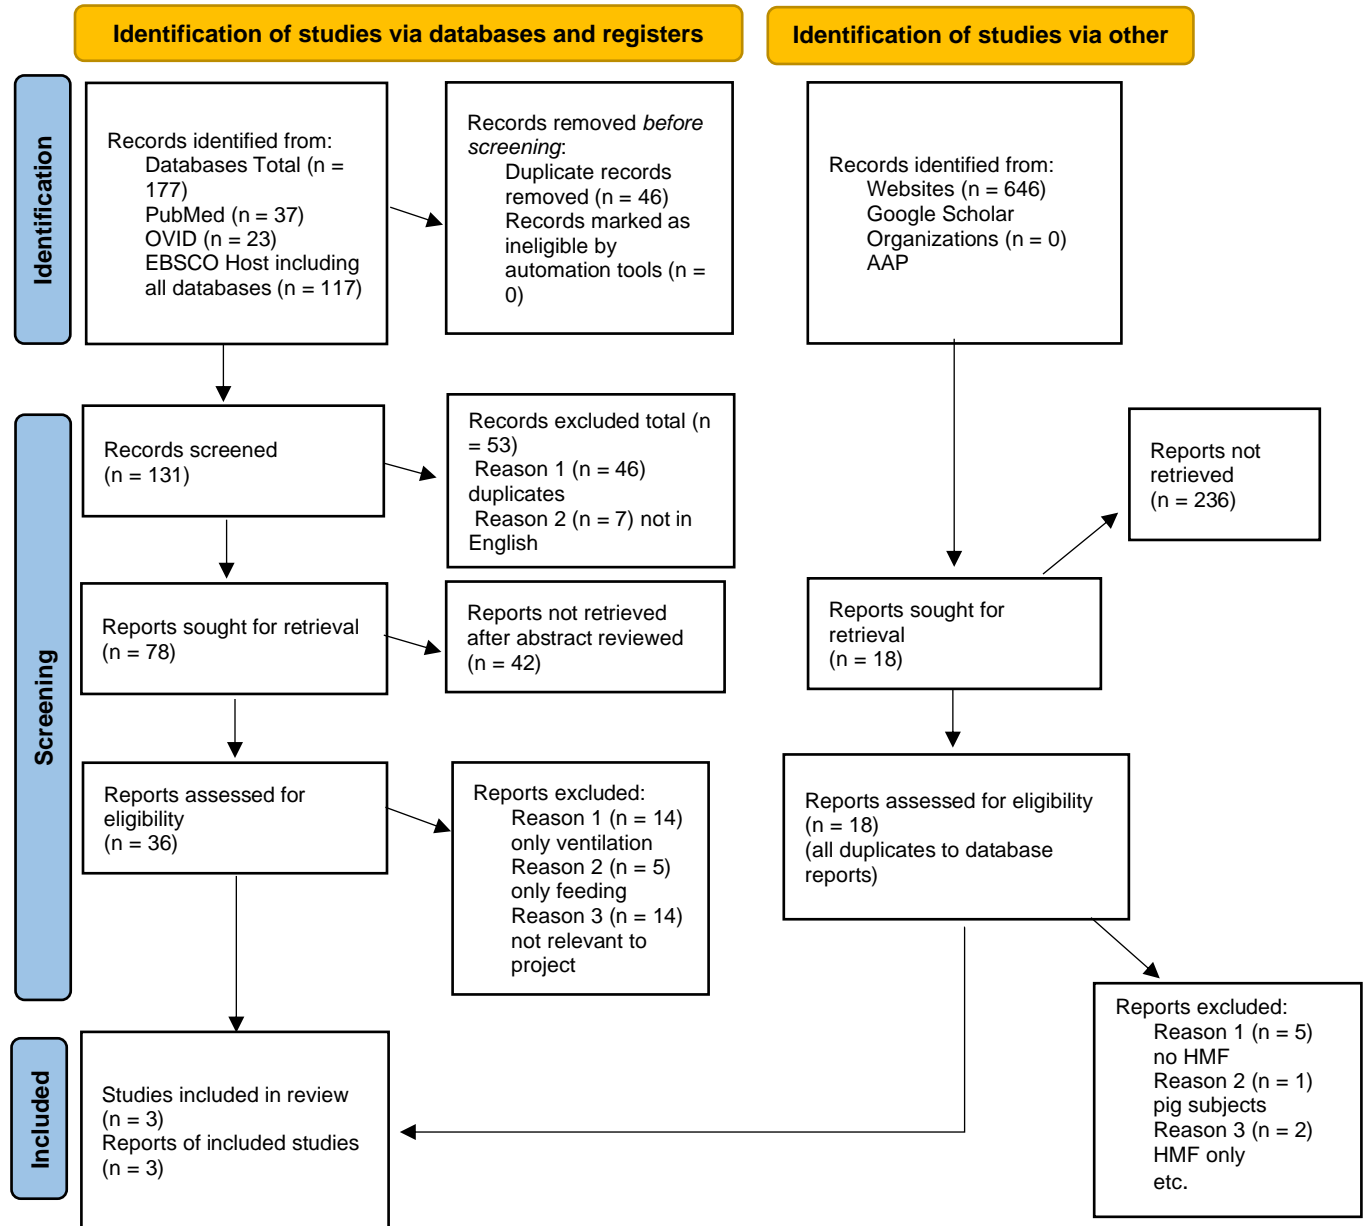 Identification of studies via databases and registers
Identification of studies via other
Identification
Records identified from:
Databases Total (n =
177)
PubMed (n = 37)
OVID (n = 23)
EBSCO Host including
all databases (n = 117)
Records removed before
screening:
Duplicate records
removed (n = 46)
Records marked as
ineligible by
automation tools (n =
0)
Records identified from:
Websites (n = 646)
Google Scholar
Organizations (n = 0)
AAP
Screening
Records screened
(n = 131)
Records excluded total (n
= 53)
Reason 1 (n = 46)
duplicates
Reason 2 (n = 7) not in
English
Reports not
retrieved
(n = 236)
Reports sought for retrieval
(n = 78)
Reports not retrieved
after abstract reviewed
(n = 42)
Reports sought for
retrieval
(n = 18)
Reports assessed for
eligibility
(n = 36)
Reports excluded:
Reason 1 (n = 14)
only ventilation
Reason 2 (n = 5)
only feeding
Reason 3 (n = 14)
not relevant to
project
Reports assessed for eligibility
(n = 18)
(all duplicates to database
reports)
Reports excluded:
Reason 1 (n = 5)
no HMF
Reason 2 (n = 1)
pig subjects
Reason 3 (n = 2)
HMF only
etc.
Included
Studies included in review
(n = 3)
Reports of included studies
(n = 3)